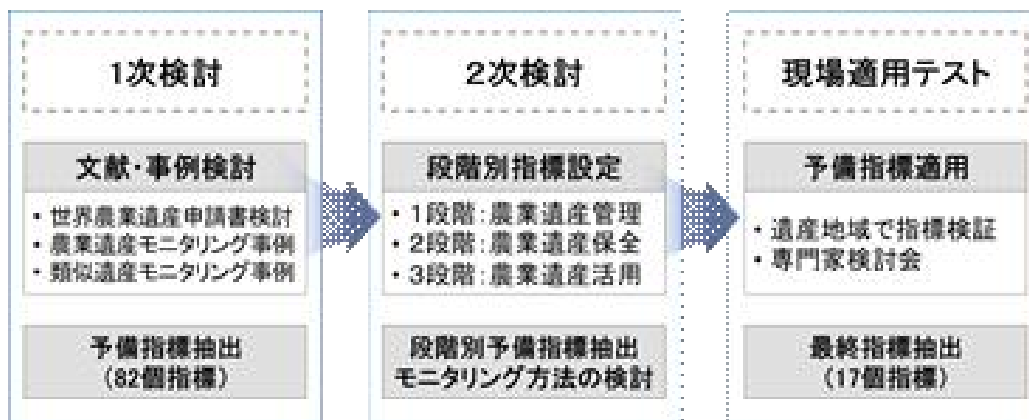 1次検討
文献・事例検討
・世界農業遺産申請書検討
・農業遺産モニタリング事例
・類似遺産モニタリング事例
予備指標抽出
(82個指標)
2次検討
段階別指標設定
・1段階:農業遺産管理
・2段階:農業遺産保全
・3段階:農業遺産活用
段階別予備指標抽出
モニタリング方法の検討
現場適用テスト
予備指標適用
・遺産地域で指標検証
・専門家検討会
最終指標抽出
(17個指標)